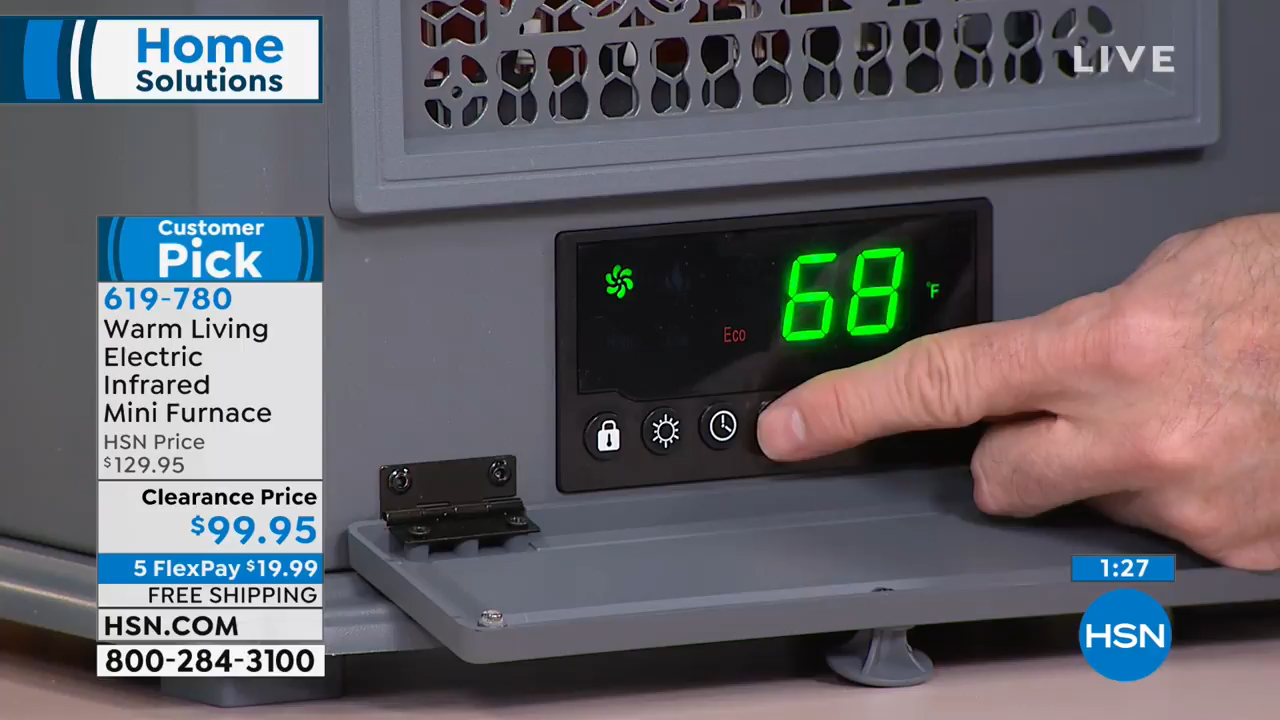 Home
Solutions
LIVE
Customer
Pick
619-780
Warm Living
Electric
Infrared
Mini Furnace
HSN Price
$129.95
Clearance Price
$99.95
5 FlexPay $19.99
FREE SHIPPING
HSN.COM
800-284-3100
68 °F
Eco
1:27
HSN